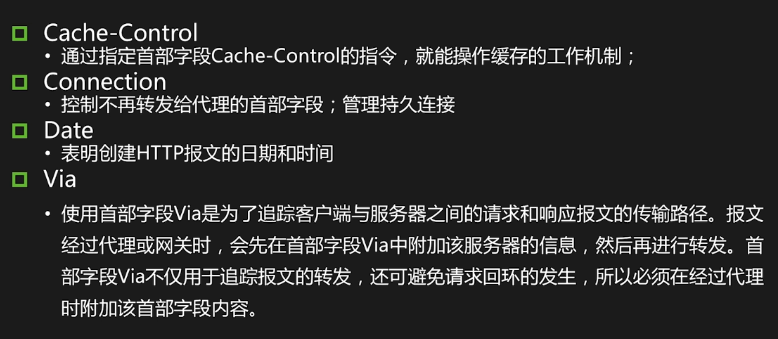 Cache-Control
• 通过指定首部字段Cache-Control的指令，就能操作缓存的工作机制；
Connection
• 控制不再转发给代理的首部字段；管理持久连接
Date
• 表明创建HTTP报文的日期和时间
Via
• 使用首部字段Via是为了追踪客户端与服务器之间的请求和响应报文的传输路径。报文
经过代理或网关时，会先在首部字段Via中附加该服务器的信息，然后再进行转发。首
部字段Via不仅用于追踪报文的转发，还可避免请求回环的发生，所以必须在经过代理
时附加该首部字段内容。